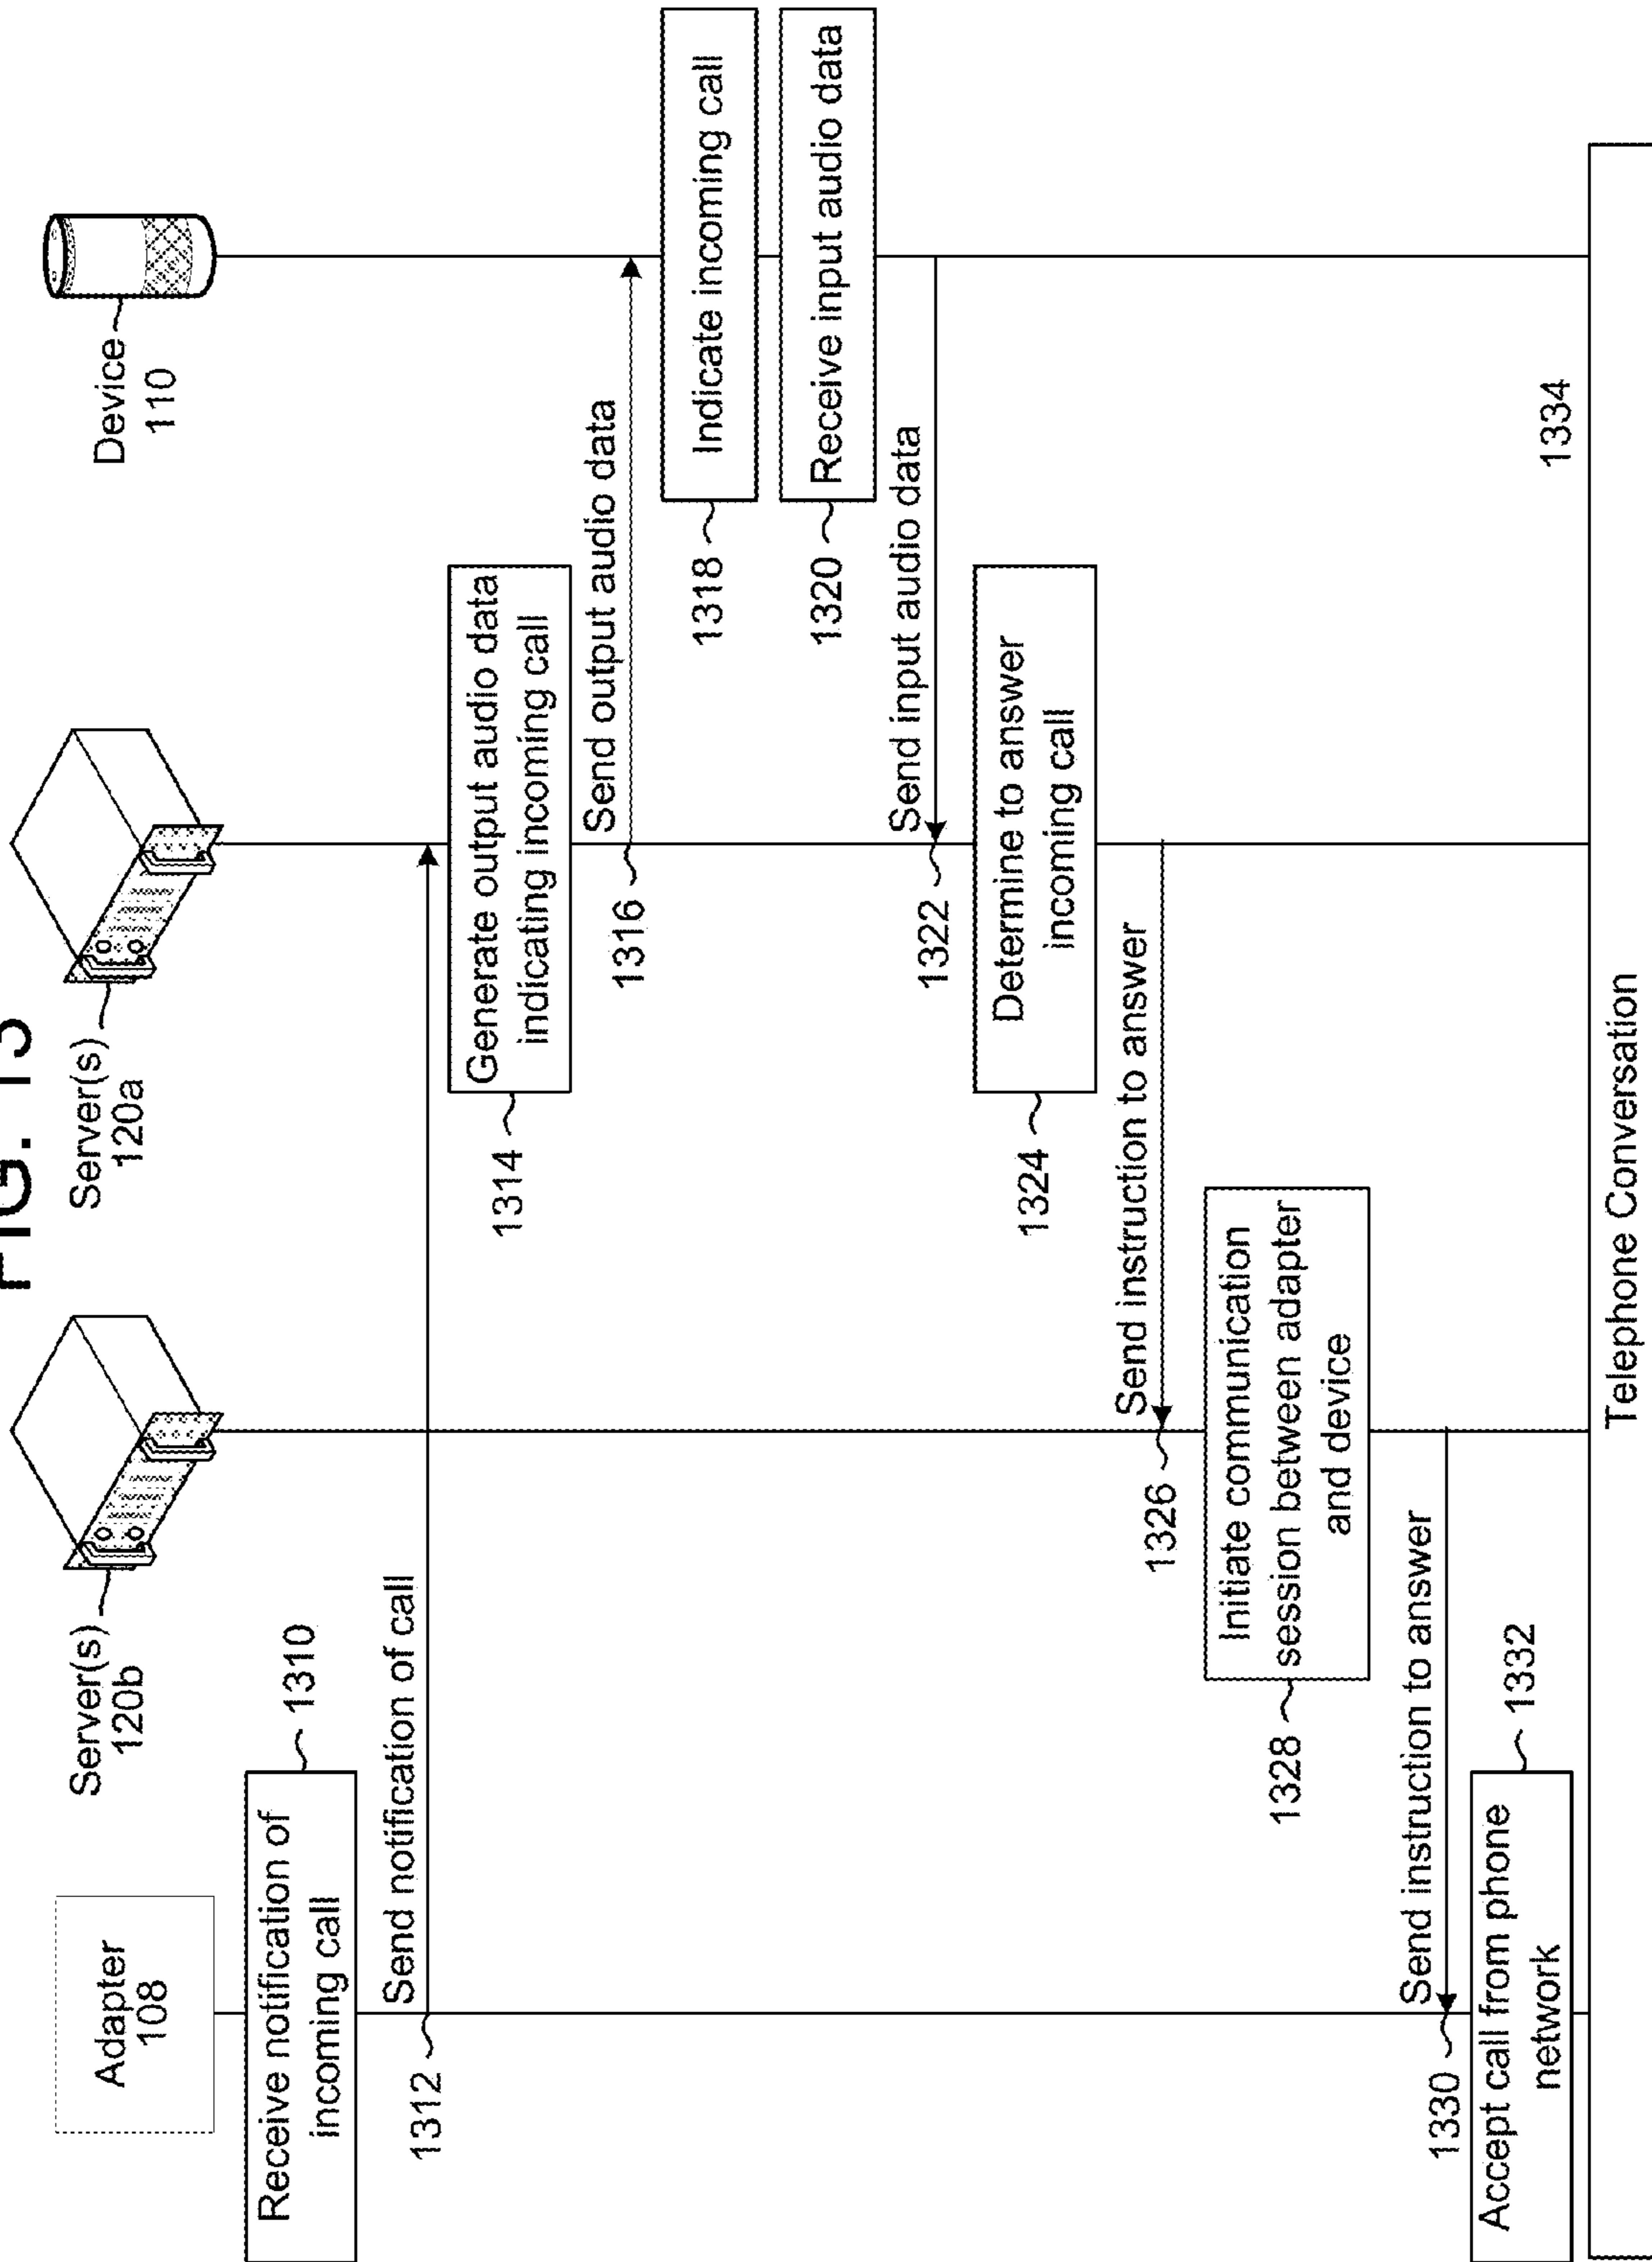 FIG. 13
Adapter
108
Server(s)
120b
Server(s)
120a
Device
110
Receive notification of
incoming call
1310
Send notification of call
1312
Generate output audio data
indicating incoming call
1314
Send output audio data
1316
Indicate incoming call
1318
Receive input audio data
1320
Send input audio data
1322
Determine to answer
incoming call
1324
Send instruction to answer
1326
Initiate communication
session between adapter
and device
1328
Send instruction to answer
1330
Accept call from phone
network
1332
1334
Telephone Conversation